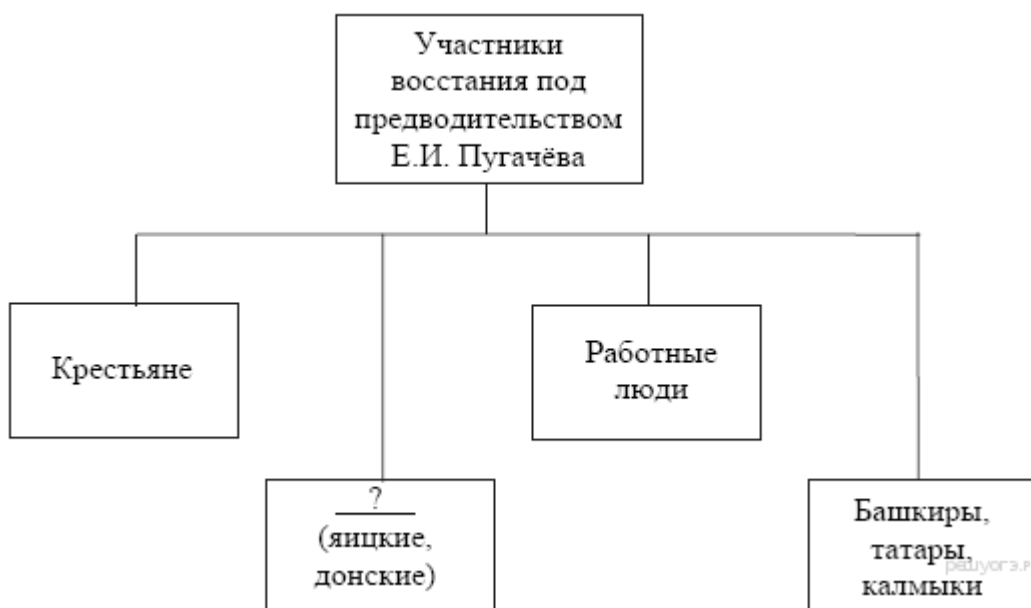 Участники
восстания под
предводительством
Е.И. Пугачёва
Крестьяне
?
(яицкие,
донские)
Работные
люди
Башкиры,
татары,
калмыки